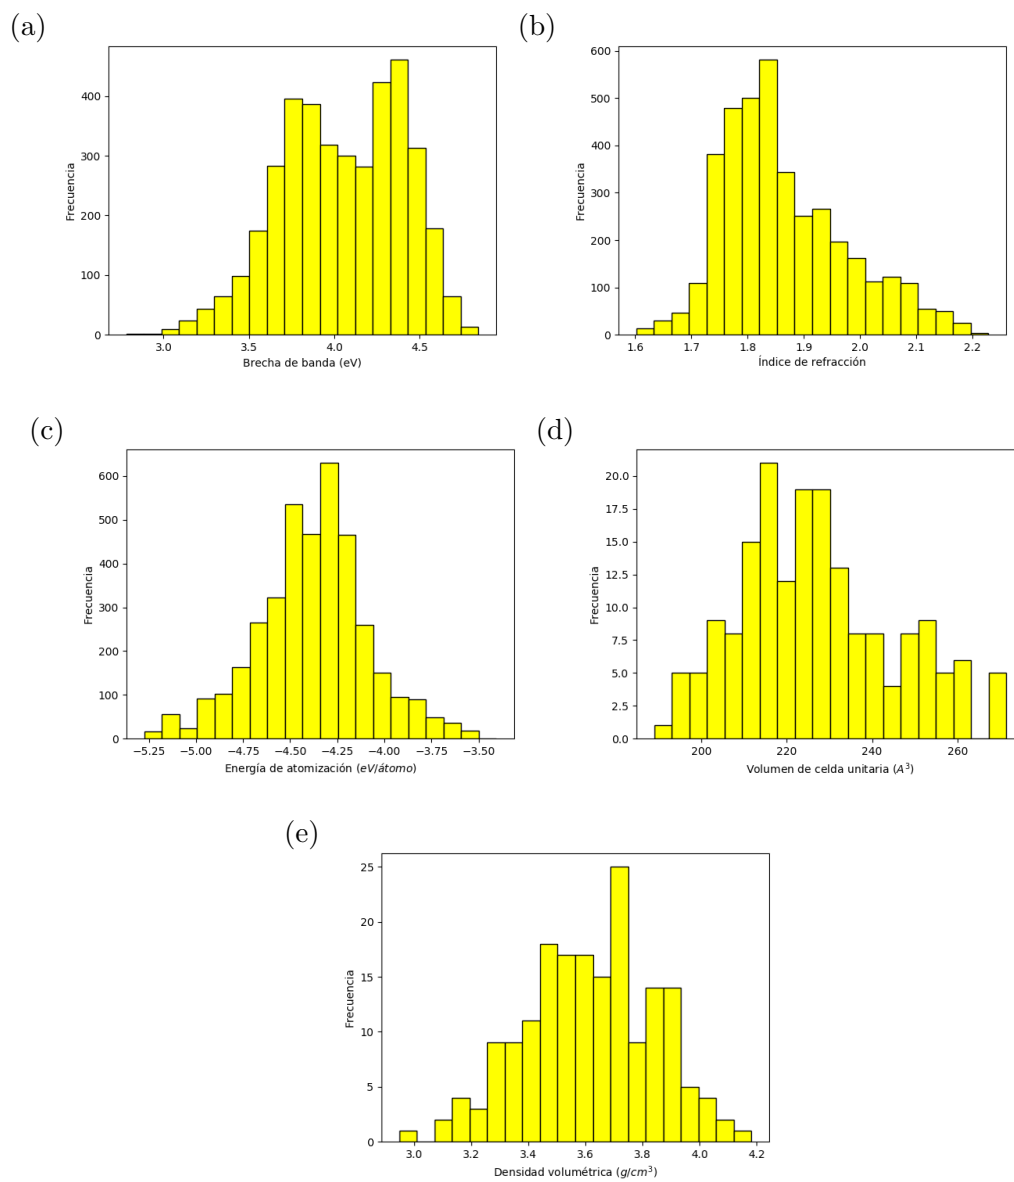 (a)
(b)
400
300
200
100
0
Frecuencia
3.0 3.5 4.0 4.5
Brecha de banda (eV)
600
500
400
300
200
100
0
Frecuencia
1.6 1.7 1.8 1.9 2.0 2.1 2.2
Índice de refracción
(c)
(d)
600
500
400
300
200
100
0
Frecuencia
−5.25 −5.00 −4.75 −4.50 −4.25 −4.00 −3.75 −3.50
Energía de atomización (eV/átomo)
20.0
17.5
15.0
12.5
10.0
7.5
5.0
2.5
0.0
Frecuencia
200 220 240 260
Volumen de celda unitaria (A³)
(e)
25
20
15
10
5
0
Frecuencia
3.0 3.2 3.4 3.6 3.8 4.0 4.2
Densidad volumétrica (g/cm³)